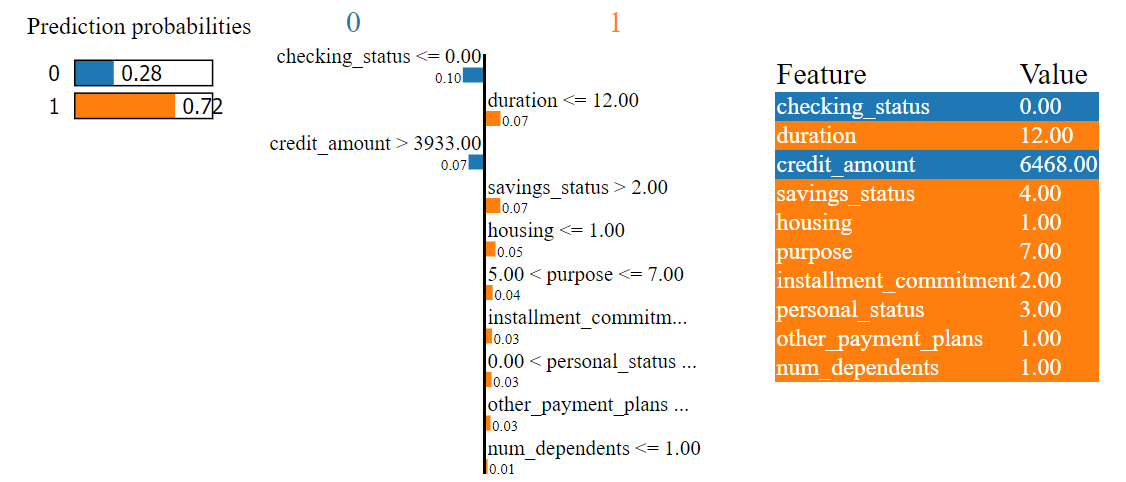 Prediction probabilities
0 0.28
1 0.72
0 1
checking_status <= 0.00
0.10
duration <= 12.00
0.07
credit_amount > 3933.00
0.07
savings_status > 2.00
0.07
housing <= 1.00
0.05
5.00 < purpose <= 7.00
0.04
installment_commitm...
0.03
0.00 < personal_status ...
0.03
other_payment_plans ...
0.03
num_dependents <= 1.00
0.01
Feature Value
checking_status 0.00
duration 12.00
credit_amount 6468.00
savings_status 4.00
housing 1.00
purpose 7.00
installment_commitment 2.00
personal_status 3.00
other_payment_plans 1.00
num_dependents 1.00